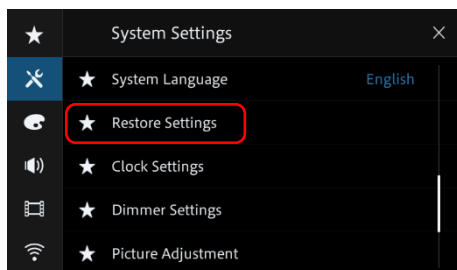 System Settings
System Language English
Restore Settings
Clock Settings
Dimmer Settings
Picture Adjustment